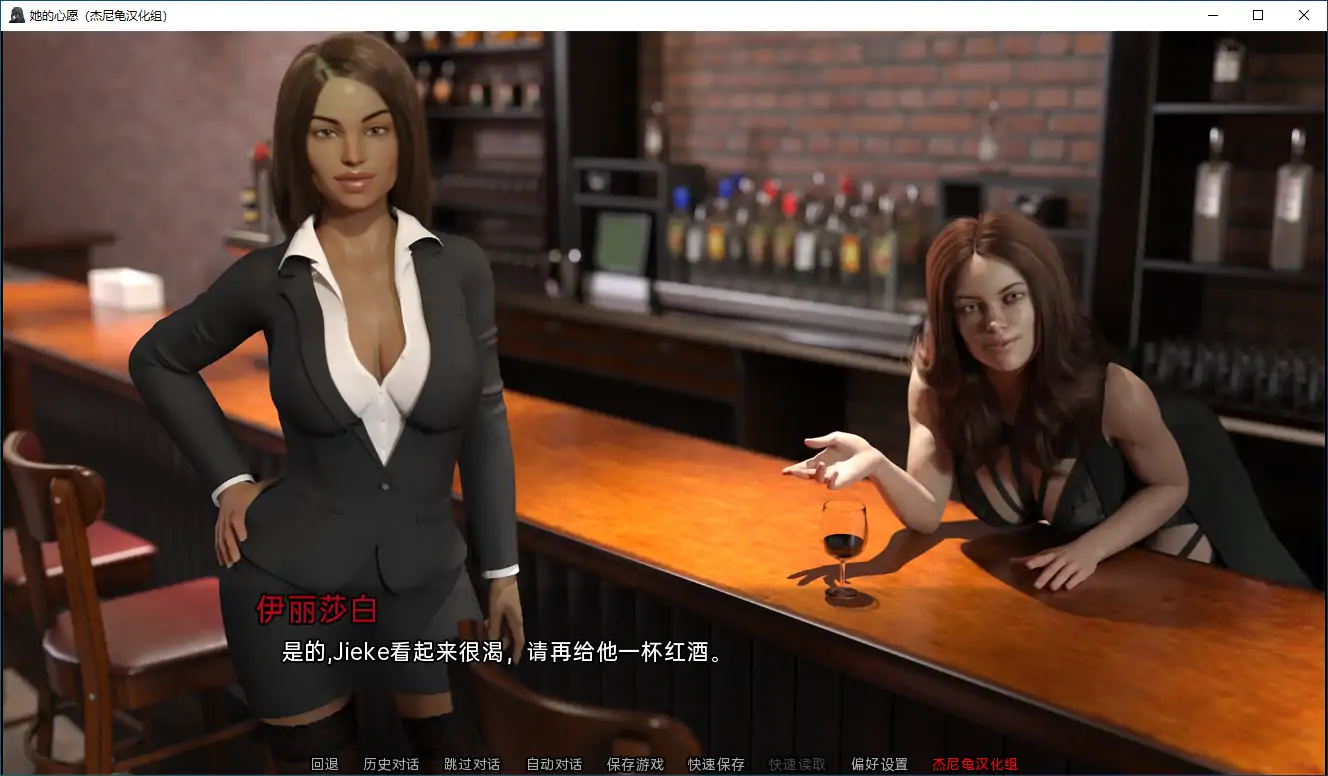 她的心愿（杰尼龟汉化组）
伊丽莎白
是的,Jieke看起来很渴，请再给他一杯红酒。
回退 历史对话 跳过对话 自动对话 保存游戏 快速保存 快速读取 偏好设置 杰尼龟汉化组